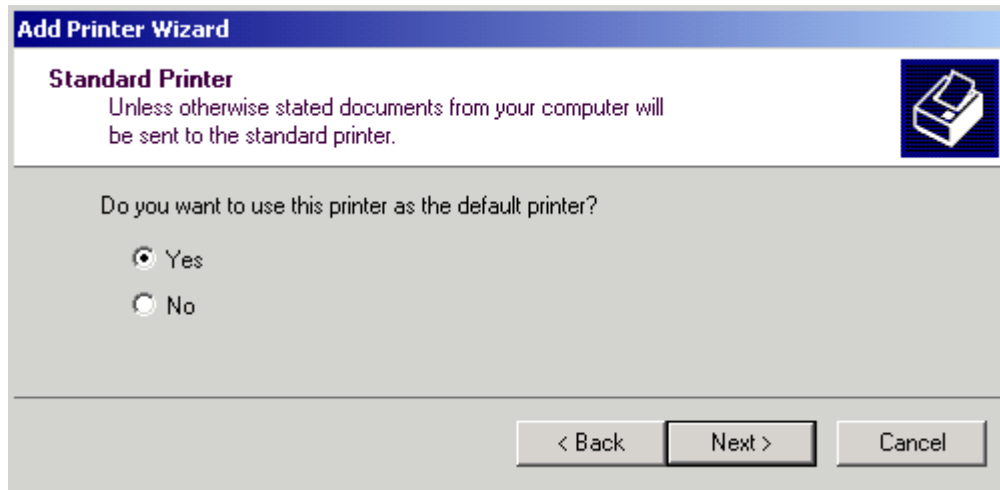 Add Printer Wizard
Standard Printer
Unless otherwise stated documents from your computer will
be sent to the standard printer.
Do you want to use this printer as the default printer?
Yes
No
< Back Next > Cancel